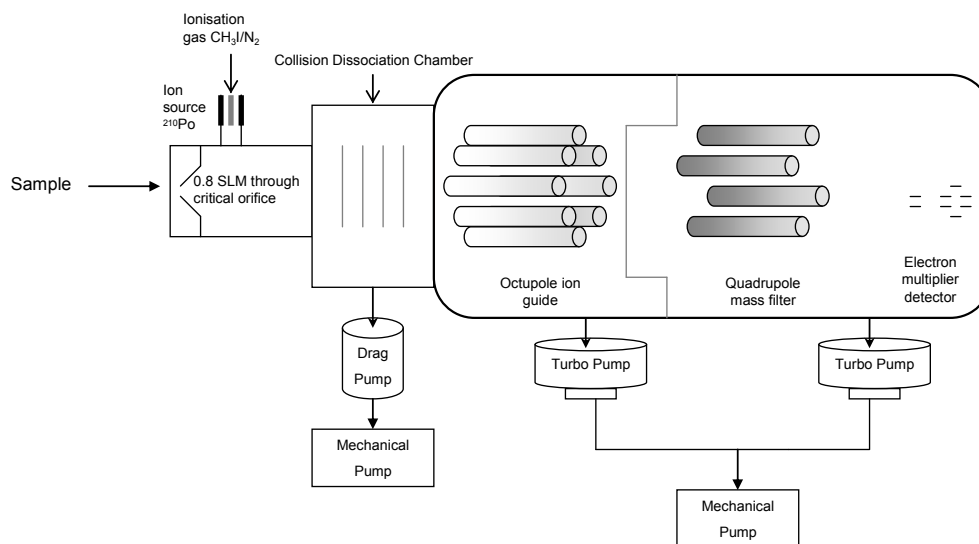 Ionisation
gas CH₃I/N₂
Collision Dissociation Chamber
Ion
source
²¹⁰Po
Sample
0.8 SLM through
critical orifice
Octupole ion
guide
Quadrupole
mass filter
Electron
multiplier
detector
Drag
Pump
Turbo Pump
Turbo Pump
Mechanical
Pump
Mechanical
Pump